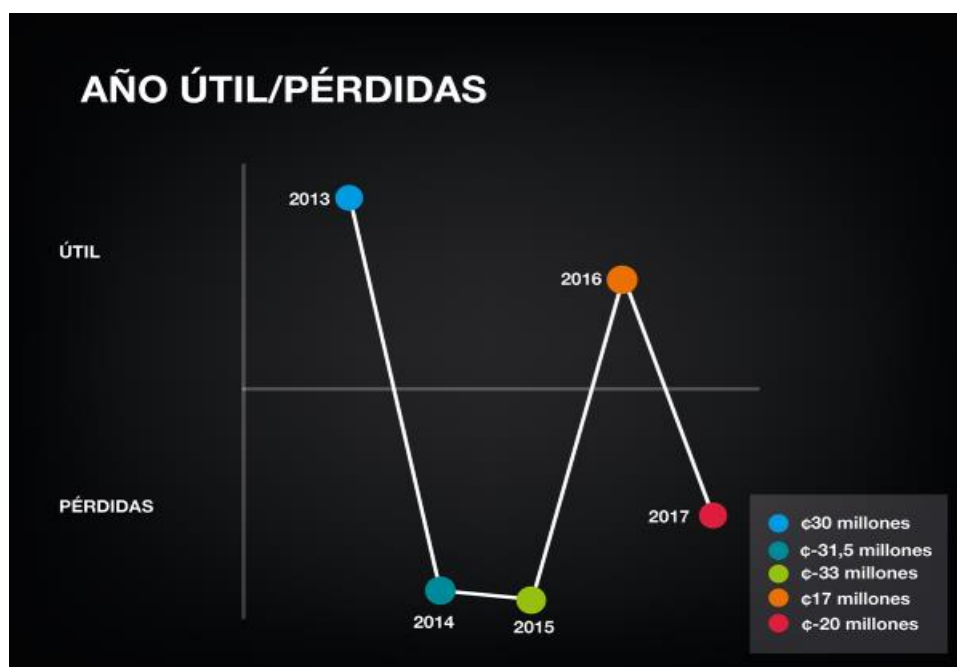 AÑO ÚTIL/PÉRDIDAS
2013
ÚTIL
2016
PÉRDIDAS
2017
2014
2015
¢30 millones
¢-31,5 millones
¢-33 millones
¢17 millones
¢-20 millones